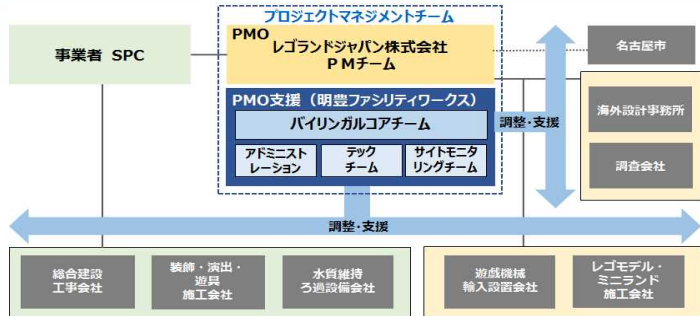 プロジェクトマネジメントチーム
事業者 SPC
PMO
レゴランドジャパン株式会社
PMチーム
名古屋市
PMO支援（明豊ファシリティワークス）
バイリンガルコアチーム
アドミニスト
レーション
テック
チーム
サイトモニタ
リングチーム
調整・支援
海外設計事務所
調査会社
調整・支援
総合建設
工事会社
装飾・演出・
遊具
施工会社
水質維持
ろ過設備会社
遊戯機械
輸入設置会社
レゴモデル・
ミニランド
施工会社